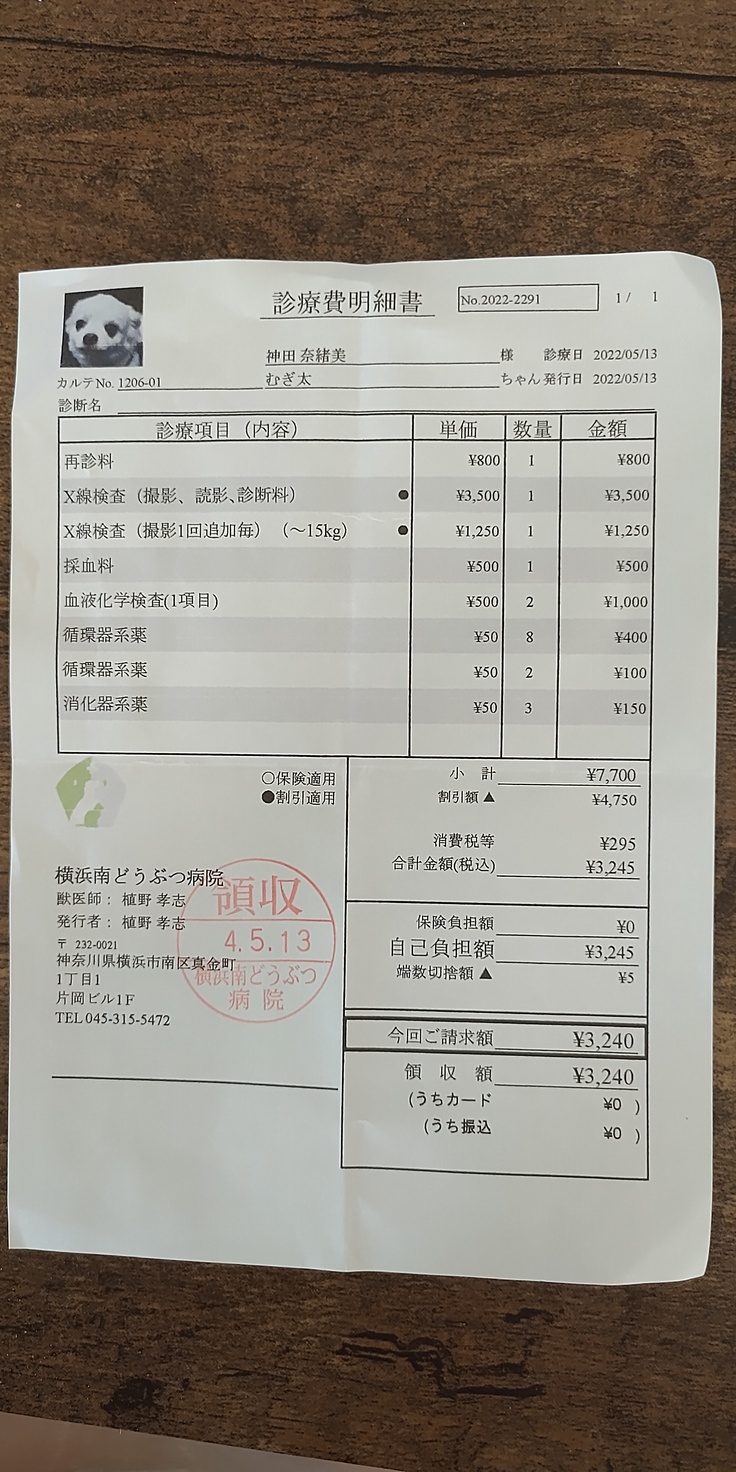 診療費明細書
No.2022-2291
1 / 1
神田 奈緒美 様 診療日 2022/05/13
カルテNo. 1206-01 むぎ太 ちゃん 発行日 2022/05/13
診断名
診療項目（内容） 単価 数量 金額
再診料 ¥800 1 ¥800
X線検査（撮影、読影、診断料） ● ¥3,500 1 ¥3,500
X線検査（撮影1回追加毎）（～15kg） ● ¥1,250 1 ¥1,250
採血料 ¥500 1 ¥500
血液化学検査(1項目) ¥500 2 ¥1,000
循環器系薬 ¥50 8 ¥400
循環器系薬 ¥50 2 ¥100
消化器系薬 ¥50 3 ¥150
○保険適用
●割引適用
横浜南どうぶつ病院
獣医師： 植野 孝志
発行者： 植野 孝志
〒 232-0021
神奈川県横浜市南区真金町
1丁目1
片岡ビル1F
TEL 045-315-5472
領収
4.5.13
横浜南どうぶつ
病院
小 計 ¥7,700
割引額 ▲ ¥4,750
消費税等 ¥295
合計金額(税込) ¥3,245
保険負担額 ¥0
自己負担額 ¥3,245
端数切捨額 ▲ ¥5
今回ご請求額 ¥3,240
領 収 額 ¥3,240
(うちカード ¥0 )
(うち振込 ¥0 )